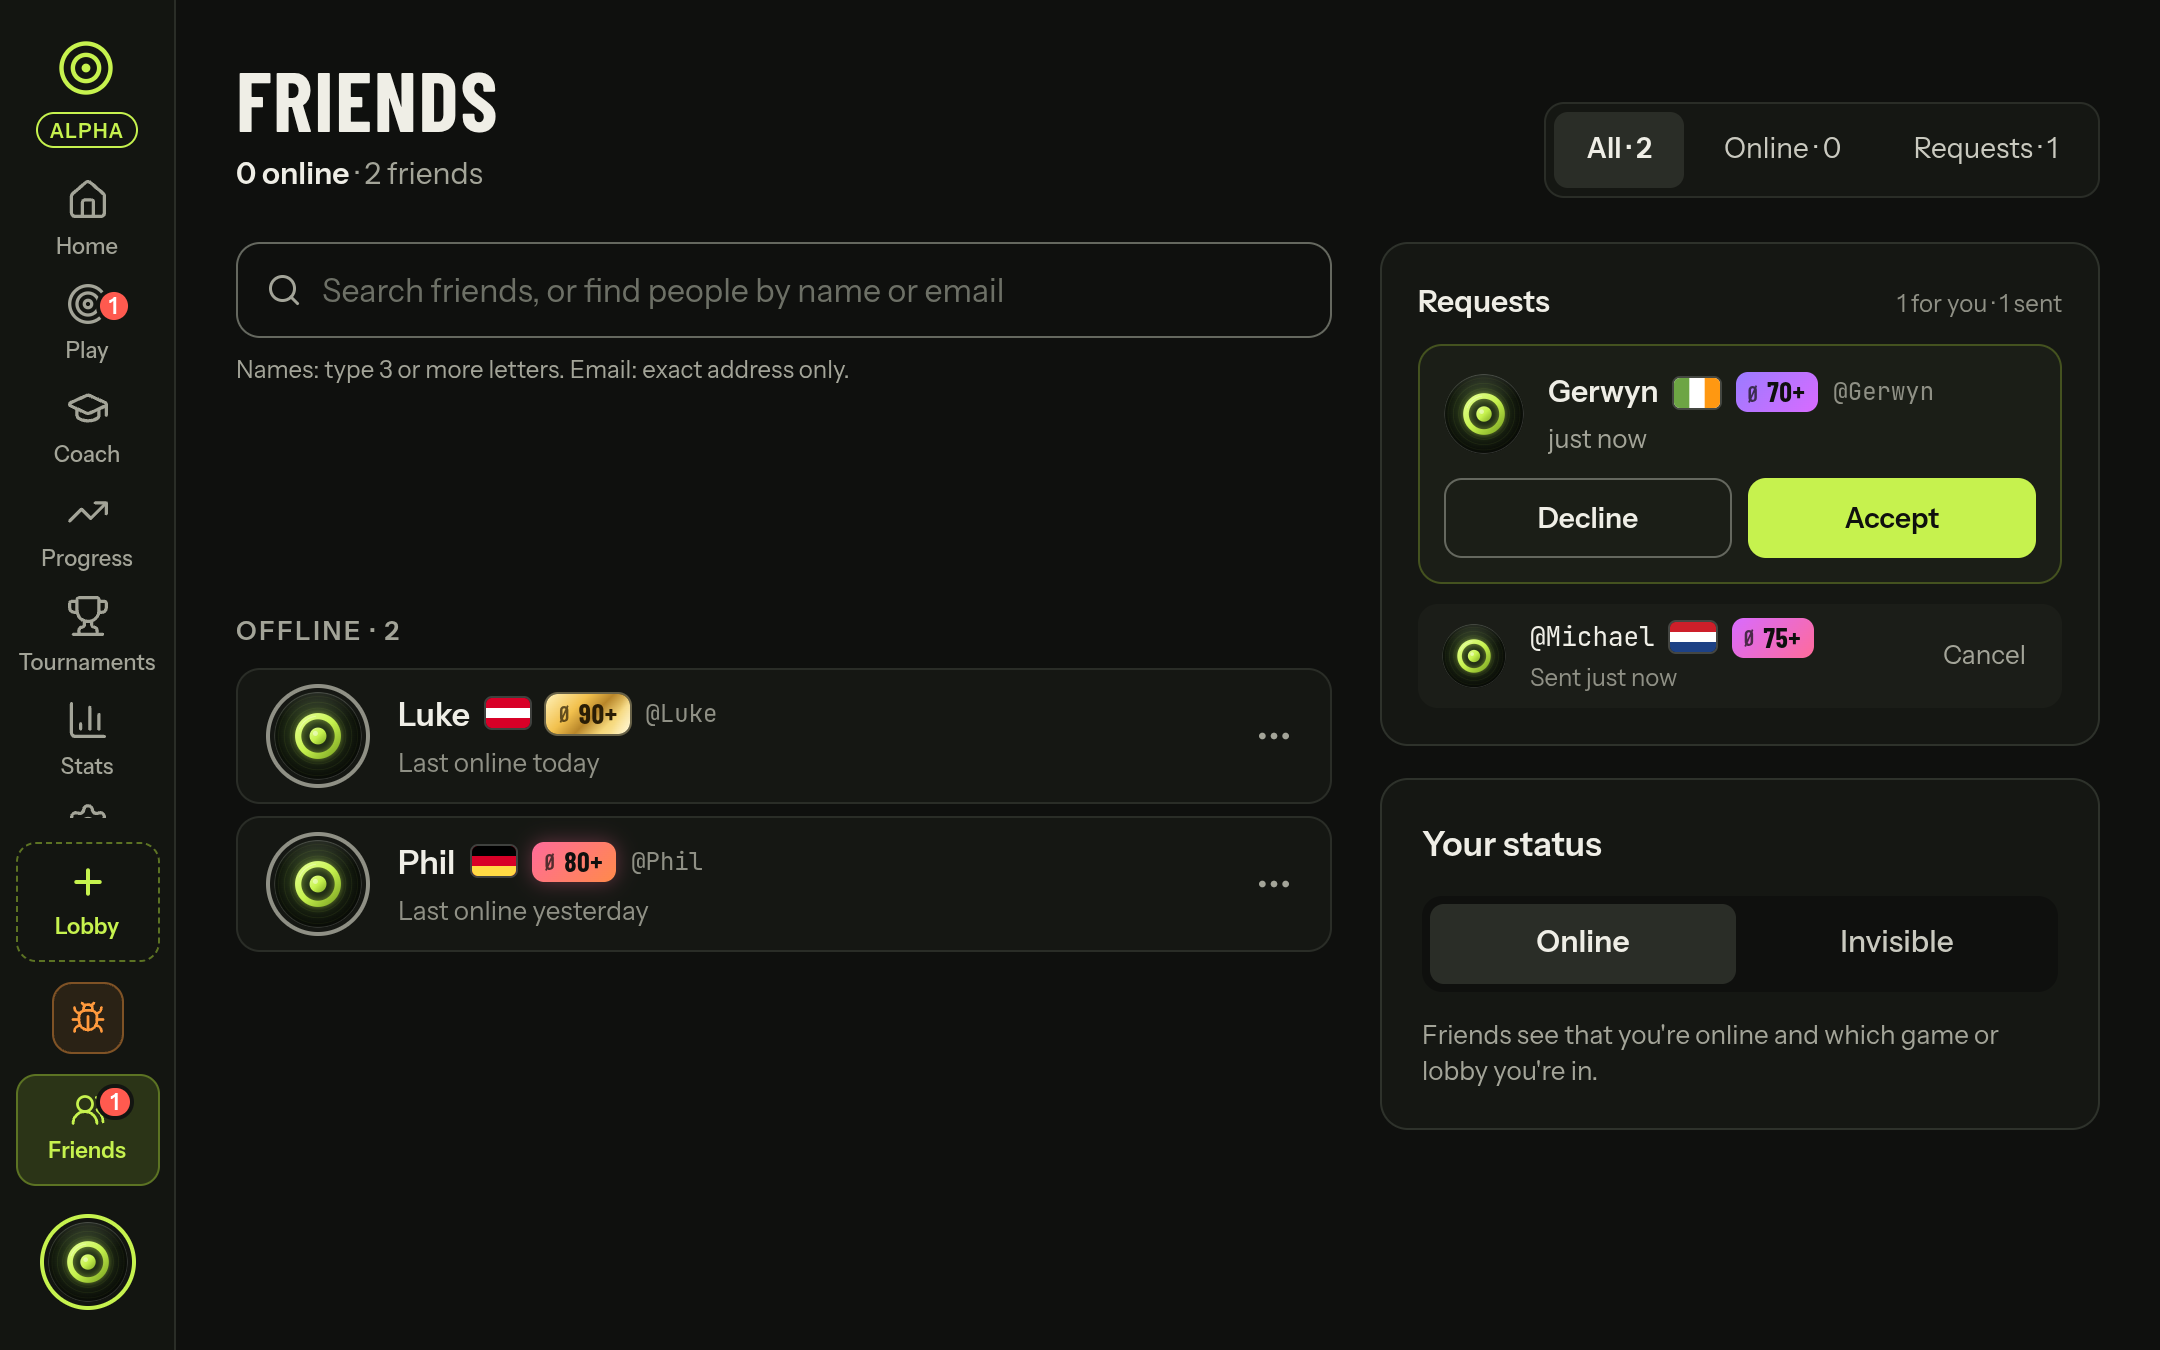 ALPHA
Home
1
Play
Coach
Progress
Tournaments
Stats
Lobby
1
Friends
FRIENDS
0 online · 2 friends
All · 2
Online · 0
Requests · 1
Search friends, or find people by name or email
Names: type 3 or more letters. Email: exact address only.
OFFLINE · 2
Luke Ø 90+ @Luke
Last online today
Phil Ø 80+ @Phil
Last online yesterday
Requests
1 for you · 1 sent
Gerwyn Ø 70+ @Gerwyn
just now
Decline
Accept
@Michael Ø 75+
Sent just now
Cancel
Your status
Online
Invisible
Friends see that you're online and which game or
lobby you're in.